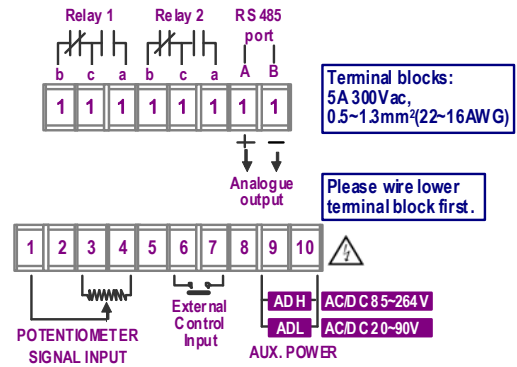 Relay 1 Relay 2 RS485
port
b c a b c a A B
1 1 1 1 1 1 1 1
Terminal blocks:
5A 300Vac,
0.5~1.3mm²(22~16AWG)
+ −
Analogue
output
Please wire lower
terminal block first.
1 2 3 4 5 6 7 8 9 10
External
Control
Input
ADH AC/DC 85~264V
ADL AC/DC 20~90V
POTENTIOMETER
SIGNAL INPUT
AUX. POWER